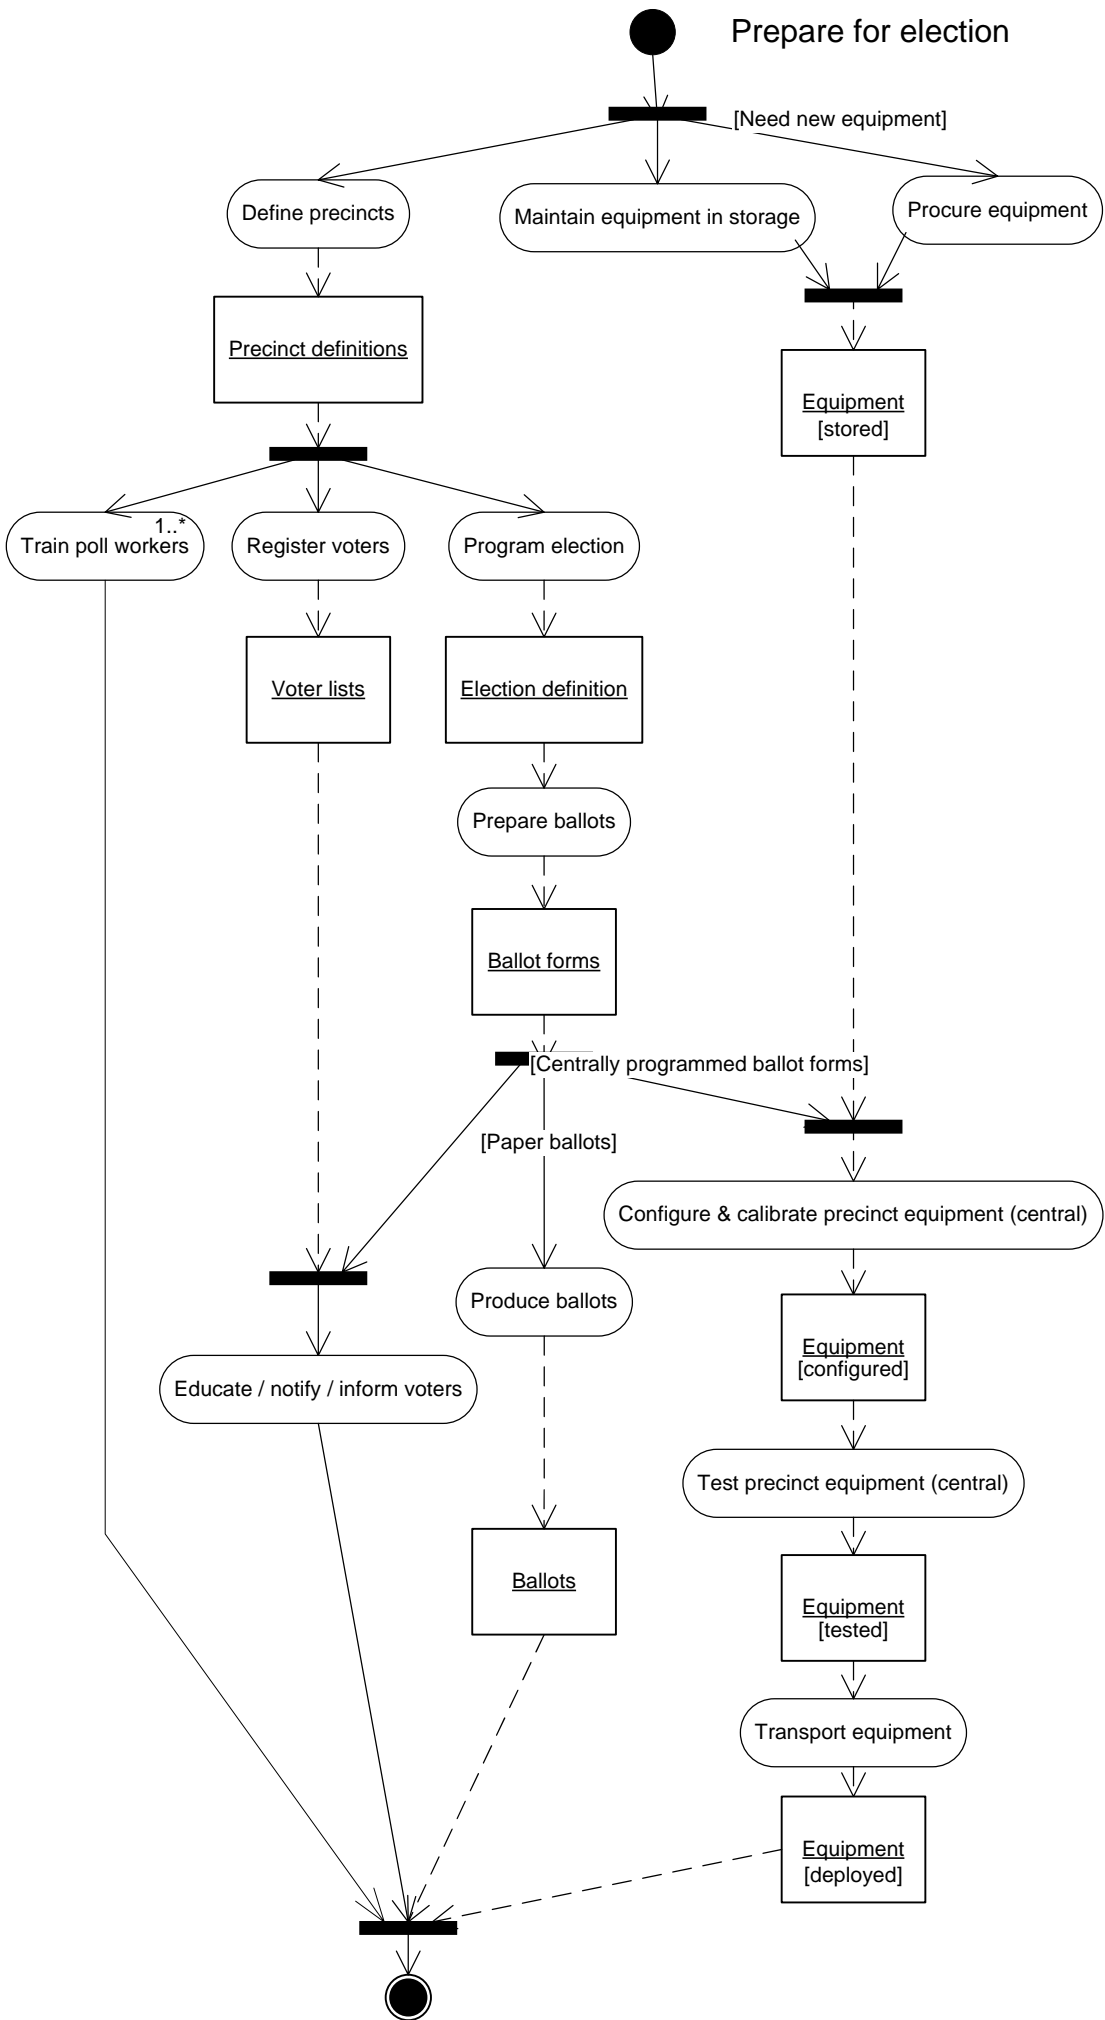 Prepare for election
[Need new equipment]
Define precincts
Maintain equipment in storage
Procure equipment
Precinct definitions
Equipment
[stored]
1..*
Train poll workers
Register voters
Program election
Voter lists
Election definition
Prepare ballots
Ballot forms
[Centrally programmed ballot forms]
[Paper ballots]
Configure & calibrate precinct equipment (central)
Produce ballots
Equipment
[configured]
Educate / notify / inform voters
Test precinct equipment (central)
Ballots
Equipment
[tested]
Transport equipment
Equipment
[deployed]